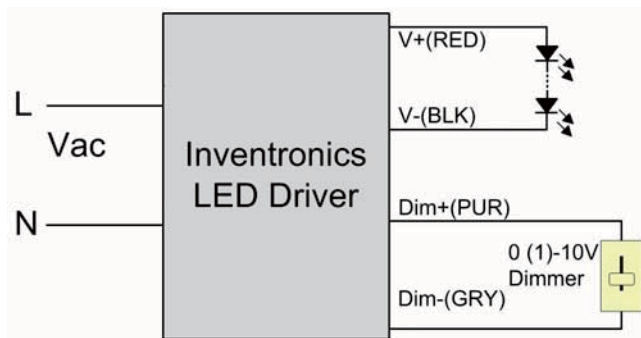 L
Vac
N
Inventronics
LED Driver
V+(RED)
V-(BLK)
Dim+(PUR)
0 (1)-10V
Dimmer
Dim-(GRY)